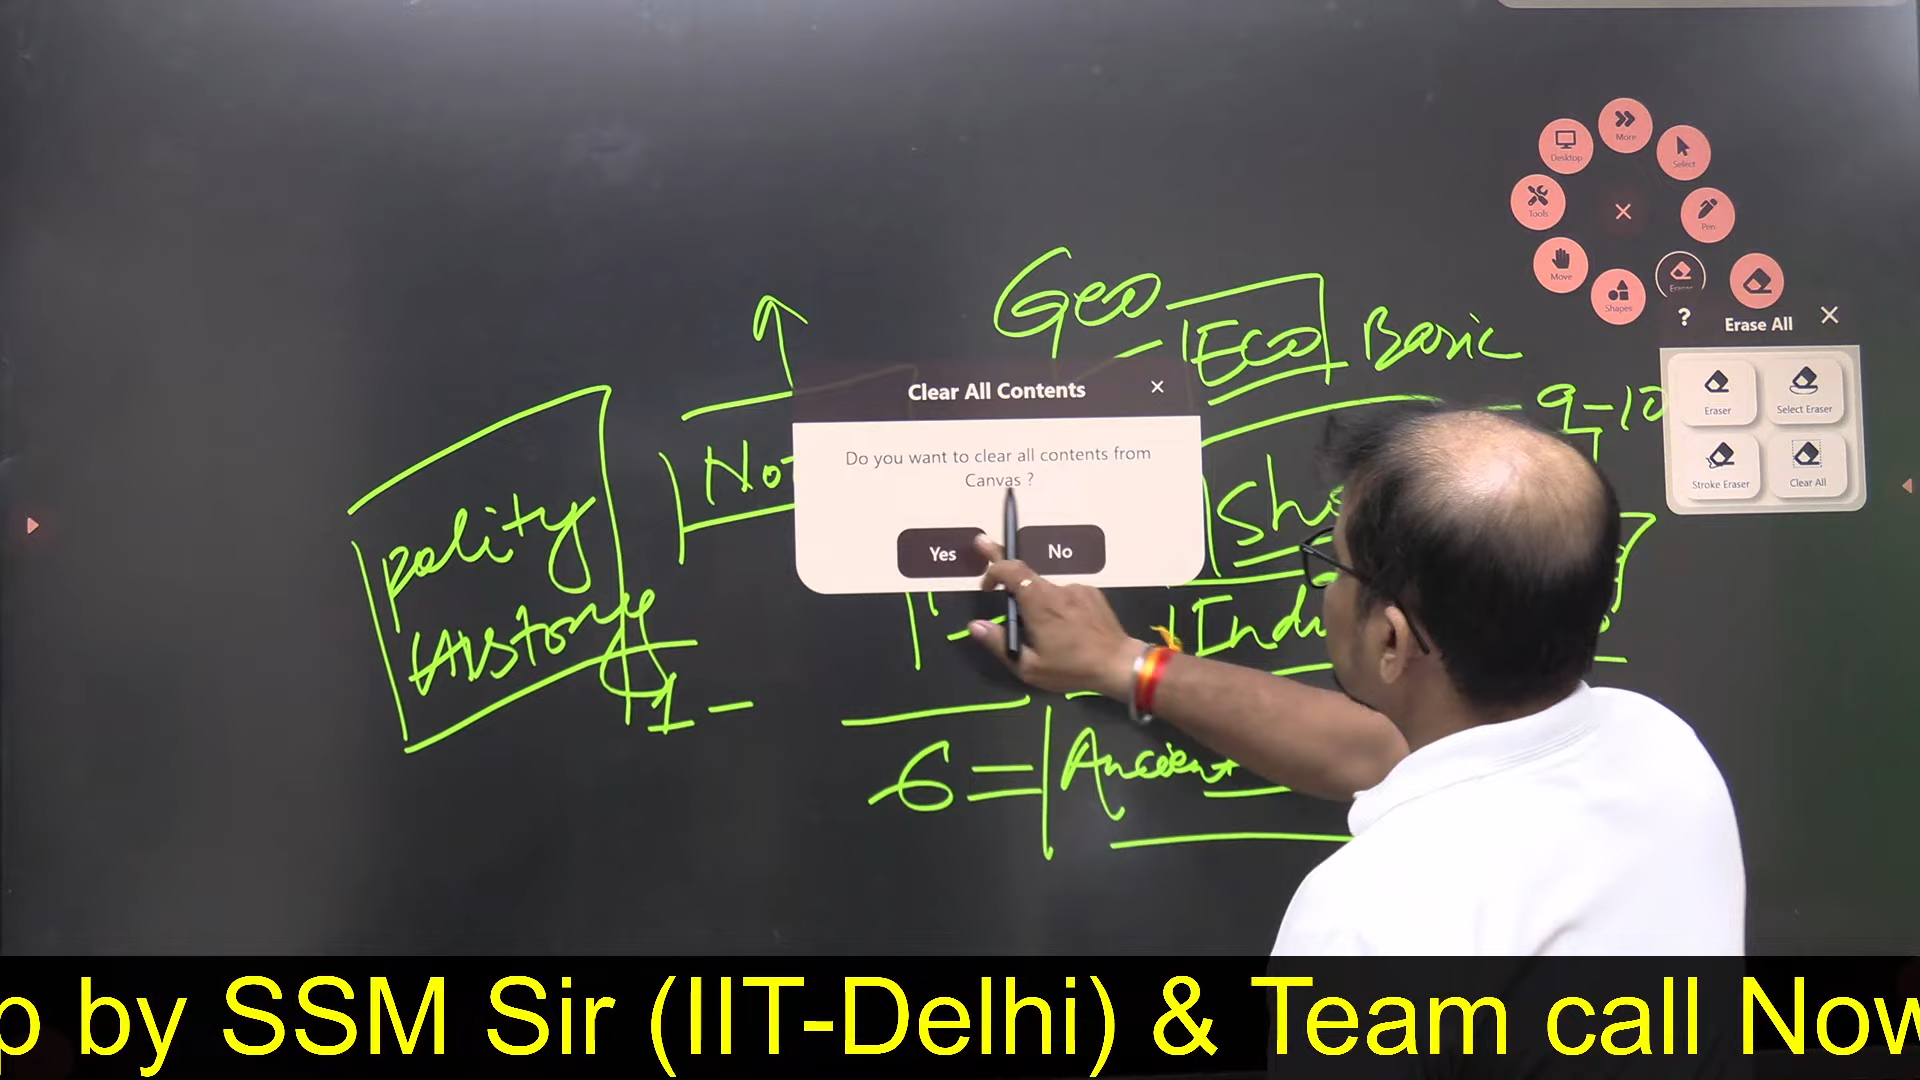 More
Desktop
Select
Tools
Pen
Move
Shapes
? Erase All
Eraser Select Eraser
Stroke Eraser Clear All
Geo
Eco Basic
9-10
Clear All Contents
Do you want to clear all contents from
Canvas ?
Yes No
polity
6 = Ancient
1 -
p by SSM Sir (IIT-Delhi) & Team call Now